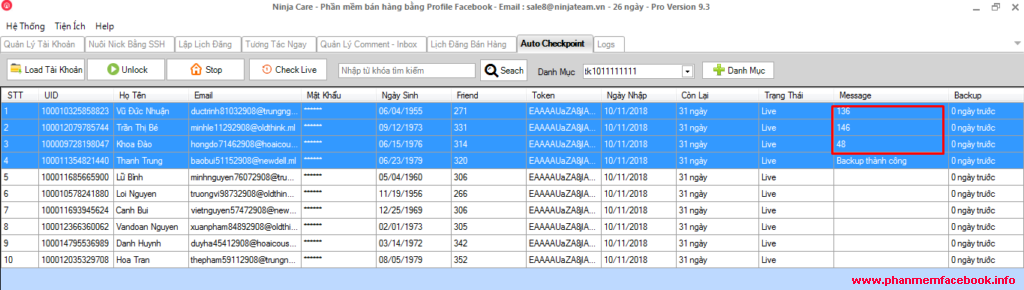 Ninja Care - Phần mềm bán hàng bằng Profile Facebook - Email : sale8@ninjateam.vn - 26 ngày - Pro Version 9.3
Hệ Thống Tiện Ích Help
Quản Lý Tài Khoản Nuôi Nick Bằng SSH Lập Lịch Đăng Tương Tác Ngay Quản Lý Comment - Inbox Lịch Đăng Bán Hàng Auto Checkpoint Logs
Load Tài Khoản Unlock Stop Check Live Nhập từ khóa tìm kiếm Seach Danh Mục tk1011111111 Danh Mục
STT UID Họ Tên Email Mật Khẩu Ngày Sinh Friend Token Ngày Nhập Còn Lại Trạng Thái Message Backup
1 100010325858823 Vũ Đức Nhuận ductrinh81032908@trungng... ****** 06/04/1955 271 EAAAAUaZA8jIA... 10/11/2018 31 ngày Live 136 0 ngày trước
2 100012079785744 Trần Thi Bé minhle11292908@oldthink.ml ****** 09/12/1973 331 EAAAAUaZA8jIA... 10/11/2018 31 ngày Live 146 0 ngày trước
3 100009728198047 Khoa Đào hongdo71462908@hoaicou... ****** 06/15/1976 314 EAAAAUaZA8jIA... 10/11/2018 31 ngày Live 48 0 ngày trước
4 100011354821440 Thanh Trung baobui51152908@newdell.ml ****** 06/23/1979 320 EAAAAUaZA8jIA... 10/11/2018 31 ngày Live Backup thành công 0 ngày trước
5 100011685665900 Lũ Bình minhnguyen76072908@tru... ****** 05/04/1960 306 EAAAAUaZA8jIA... 10/11/2018 31 ngày Live 0 ngày trước
6 100010578241880 Loi Nguyen truongvi98732908@oldthin... ****** 11/19/1956 266 EAAAAUaZA8jIA... 10/11/2018 31 ngày Live 0 ngày trước
7 100011693945624 Canh Bui vietnguyen57472908@new... ****** 12/25/1969 306 EAAAAUaZA8jIA... 10/11/2018 31 ngày Live 0 ngày trước
8 100012366360062 Vandoan Nguyen xuanpham84892908@oldthi... ****** 02/01/1973 305 EAAAAUaZA8jIA... 10/11/2018 31 ngày Live 0 ngày trước
9 100014795536989 Danh Huynh duyha45412908@hoaicous... ****** 03/14/1972 342 EAAAAUaZA8jIA... 10/11/2018 31 ngày Live 0 ngày trước
10 100012035329708 Hoa Tran thepham59112908@trungn... ****** 08/05/1979 352 EAAAAUaZA8jIA... 10/11/2018 31 ngày Live 0 ngày trước
www.phanmemfacebook.info